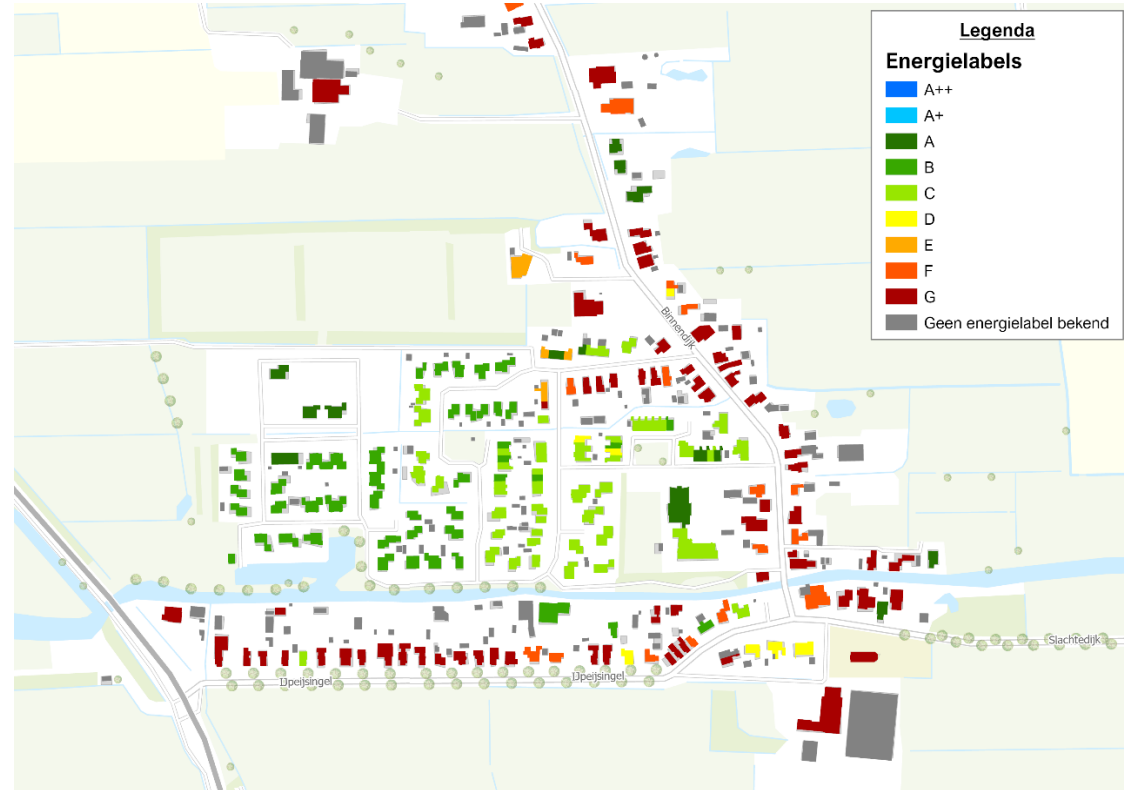 Legenda
Energielabels
A++
A+
A
B
C
D
E
F
G
Geen energielabel bekend
Binnendijk
Slachtedijk
IJpeijsingel
IJpeijsingel